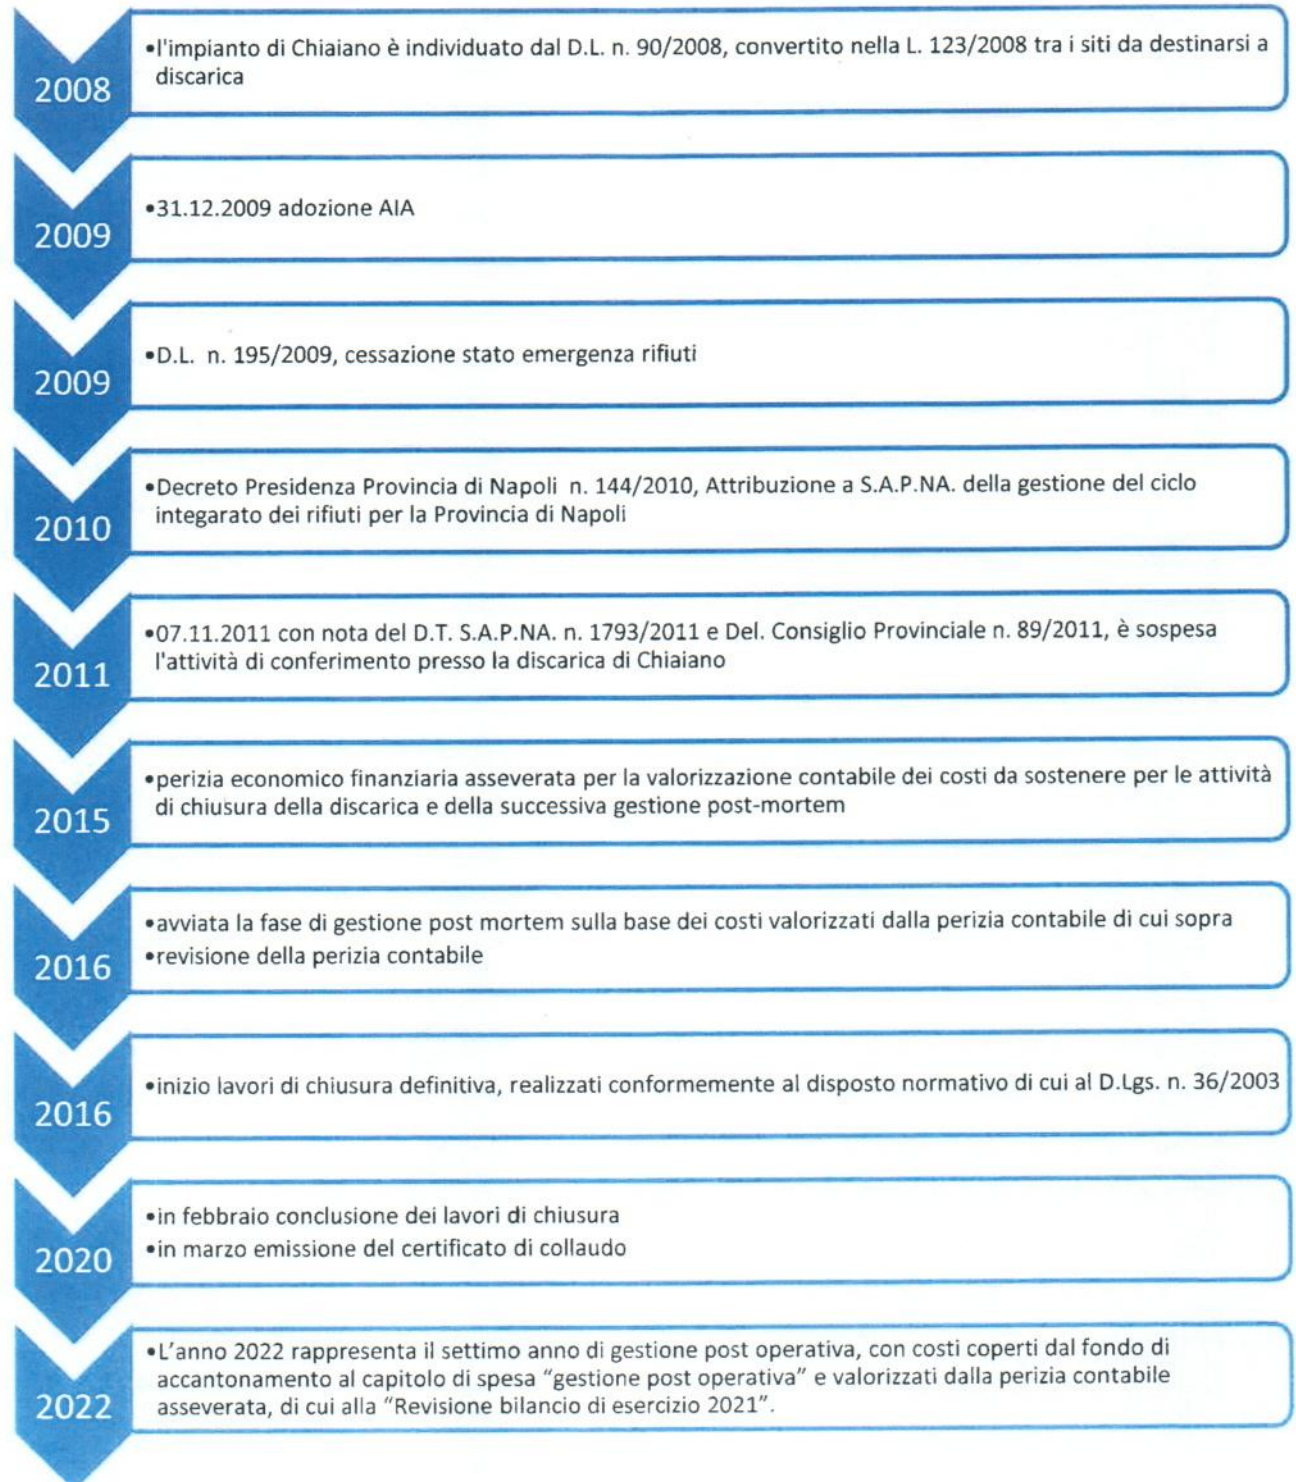 2008
•l'impianto di Chiaiano è individuato dal D.L. n. 90/2008, convertito nella L. 123/2008 tra i siti da destinarsi a
discarica
2009
•31.12.2009 adozione AIA
2009
•D.L. n. 195/2009, cessazione stato emergenza rifiuti
2010
•Decreto Presidenza Provincia di Napoli n. 144/2010, Attribuzione a S.A.P.NA. della gestione del ciclo
integarato dei rifiuti per la Provincia di Napoli
2011
•07.11.2011 con nota del D.T. S.A.P.NA. n. 1793/2011 e Del. Consiglio Provinciale n. 89/2011, è sospesa
l'attività di conferimento presso la discarica di Chiaiano
2015
•perizia economico finanziaria asseverata per la valorizzazione contabile dei costi da sostenere per le attività
di chiusura della discarica e della successiva gestione post-mortem
2016
•avviata la fase di gestione post mortem sulla base dei costi valorizzati dalla perizia contabile di cui sopra
•revisione della perizia contabile
2016
•inizio lavori di chiusura definitiva, realizzati conformemente al disposto normativo di cui al D.Lgs. n. 36/2003
2020
•in febbraio conclusione dei lavori di chiusura
•in marzo emissione del certificato di collaudo
2022
•L'anno 2022 rappresenta il settimo anno di gestione post operativa, con costi coperti dal fondo di
accantonamento al capitolo di spesa "gestione post operativa" e valorizzati dalla perizia contabile
asseverata, di cui alla "Revisione bilancio di esercizio 2021".